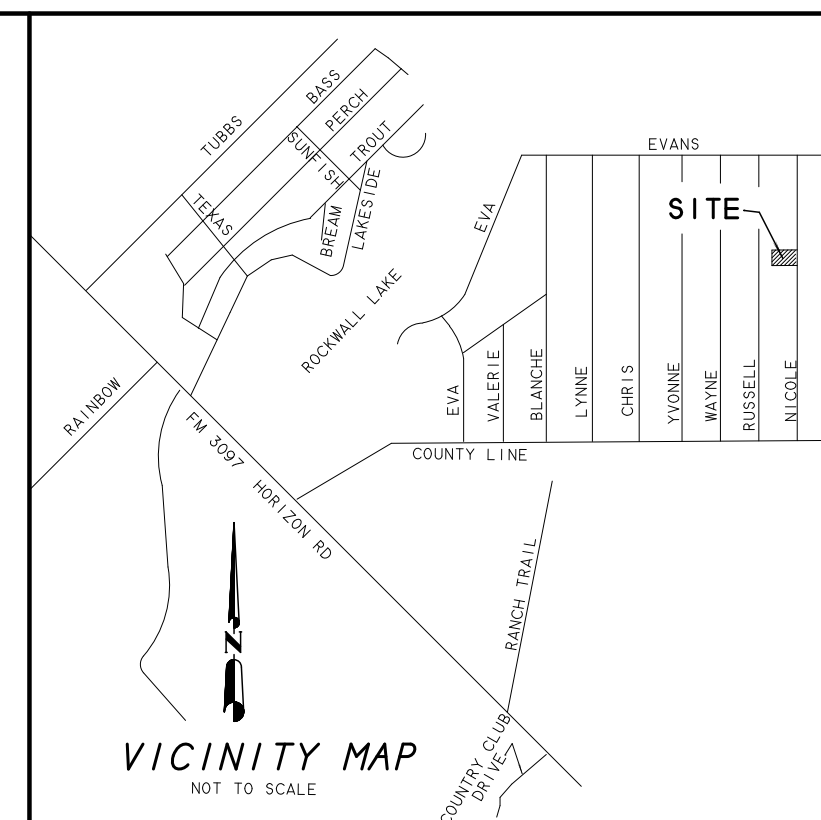 BASS
TUBBS
PERCH
SUNFISH
TROUT
TEXAS
BREAM
LAKESIDE
EVANS
SITE
EVA
ROCKWALL LAKE
RAINBOW
EVA
VALERIE
BLANCHE
LYNNE
CHRIS
YVONNE
WAYNE
RUSSELL
NICOLE
FM 3097 HORIZON RD
COUNTY LINE
RANCH TRAIL
N
COUNTRY CLUB
DRIVE
VICINITY MAP
NOT TO SCALE